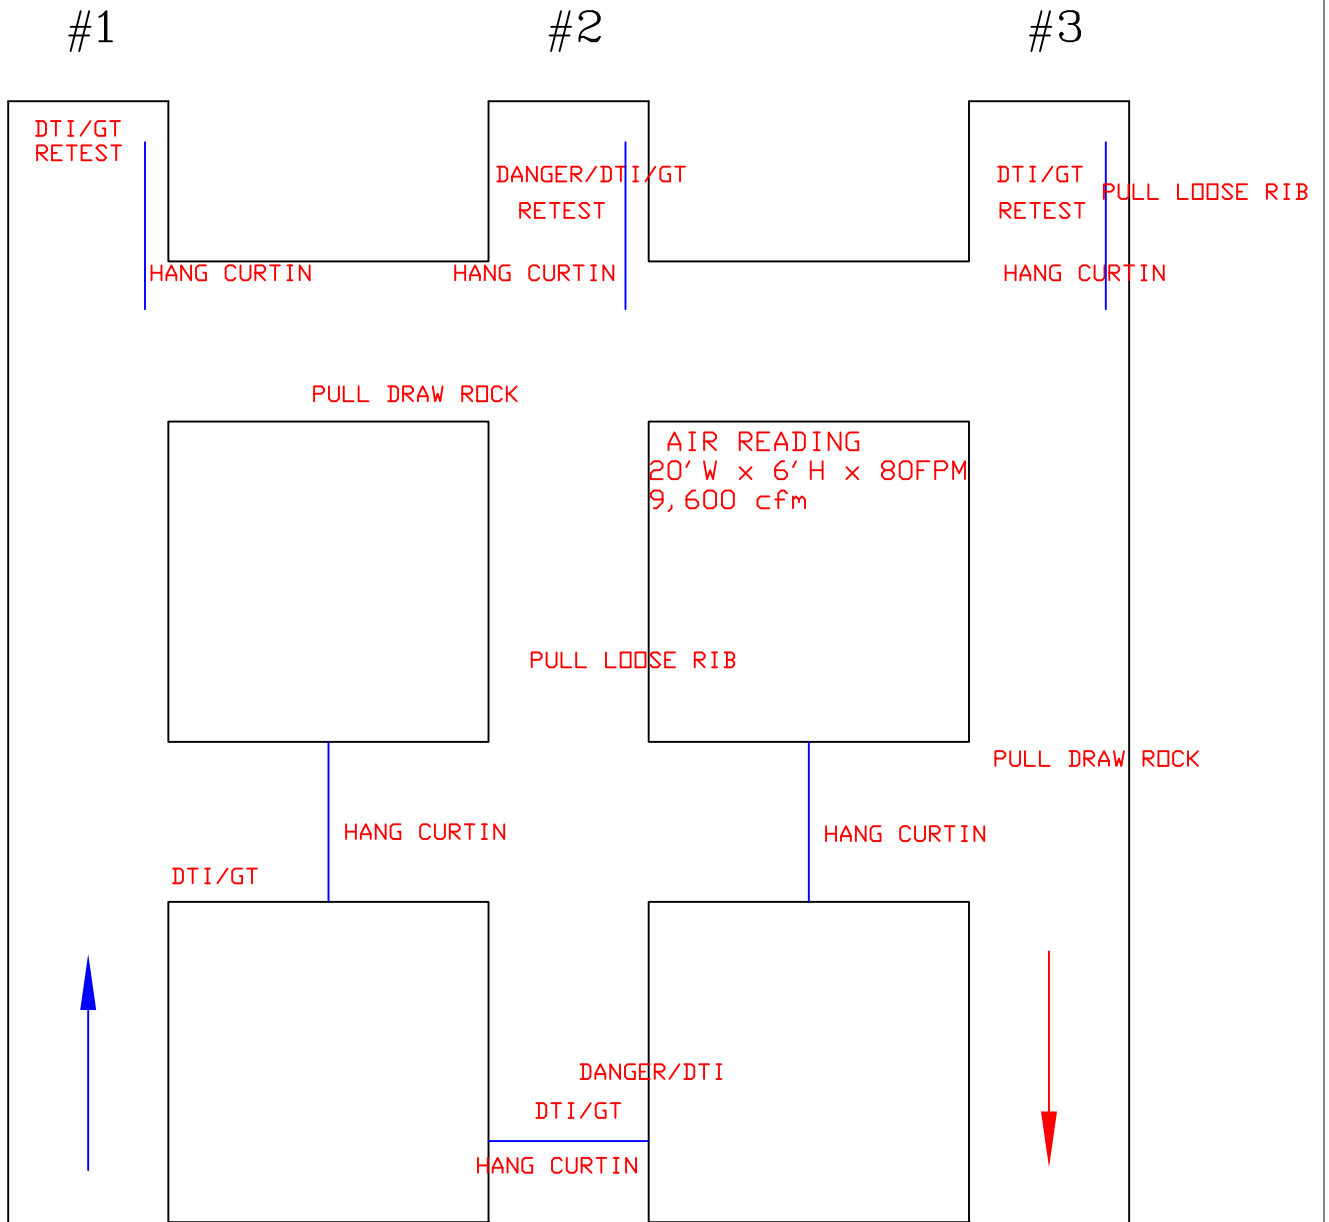 #1
#2
#3
DTI/GT
RETEST
DANGER/DTI/GT
RETEST
DTI/GT
RETEST
PULL LOOSE RIB
HANG CURTIN
HANG CURTIN
HANG CURTIN
PULL DRAW ROCK
AIR READING
20'W x 6'H x 80FPM
9,600 cfm
PULL LOOSE RIB
PULL DRAW ROCK
HANG CURTIN
HANG CURTIN
DTI/GT
DANGER/DTI
DTI/GT
HANG CURTIN